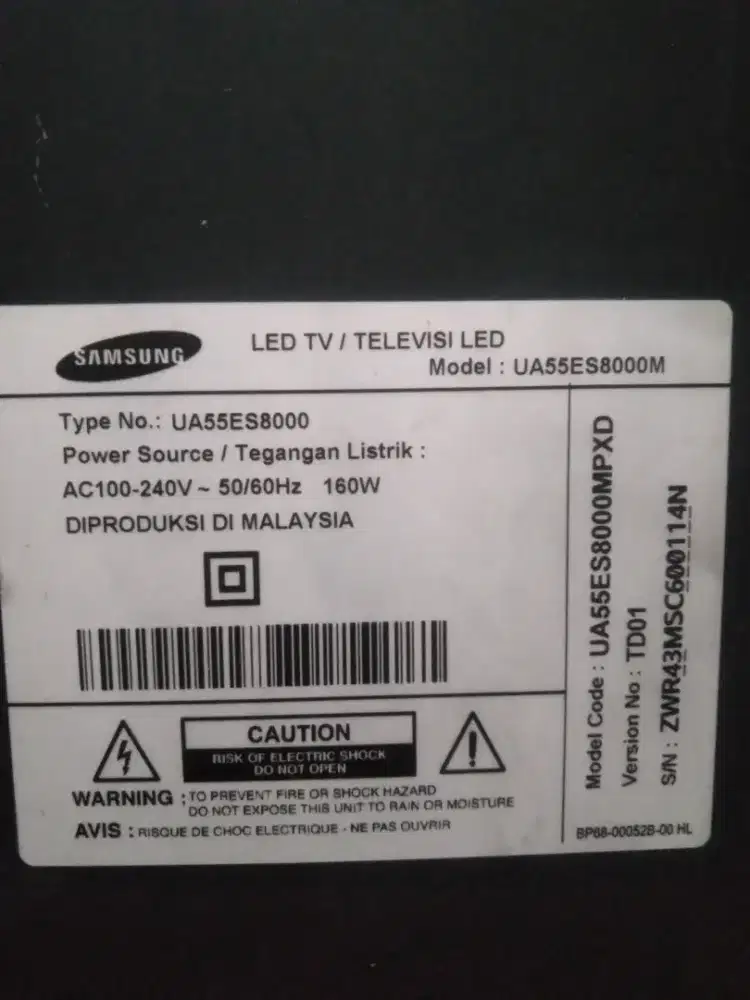 SAMSUNG
LED TV / TELEVISI LED
Model : UA55ES8000M
Type No.: UA55ES8000
Power Source / Tegangan Listrik :
AC100-240V ~ 50/60Hz 160W
DIPRODUKSI DI MALAYSIA
CAUTION
RISK OF ELECTRIC SHOCK
DO NOT OPEN
WARNING : TO PREVENT FIRE OR SHOCK HAZARD
DO NOT EXPOSE THIS UNIT TO RAIN OR MOISTURE
AVIS : RISQUE DE CHOC ELECTRIQUE - NE PAS OUVRIR
Model Code : UA55ES8000MPXD
Version No : TD01
S/N : ZWR43MSC600114N
BP68-00052B-00 HL